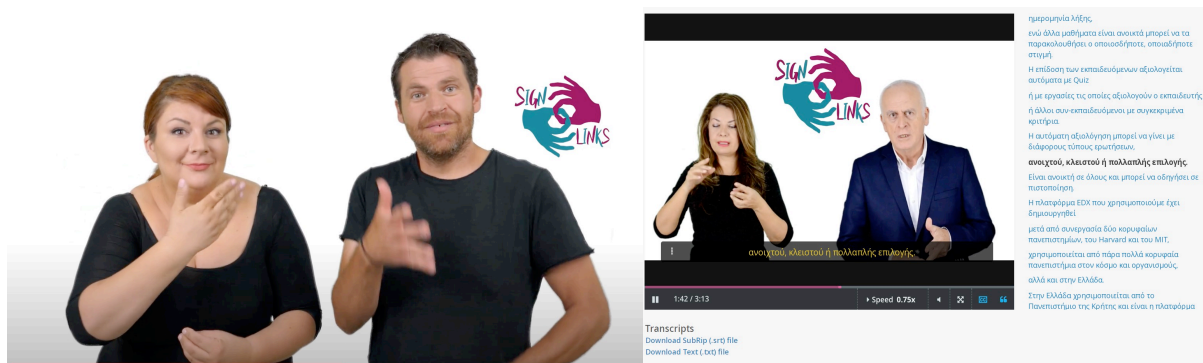 SIGN
LINKS
SIGN
LINKS
ανοιχτού, κλειστού ή πολλαπλής επιλογής.
1:42 / 3:13
Speed 0.75x
Transcripts
Download SubRip (.srt) file
Download Text (.txt) file
ημερομηνία λήξης,
ενώ άλλα μαθήματα είναι ανοικτά μπορεί να τα
παρακολουθήσει ο οποιοσδήποτε, οποιαδήποτε
στιγμή.
Η επίδοση των εκπαιδευόμενων αξιολογείται
αυτόματα με Quiz
ή με εργασίες τις οποίες αξιολογούν ο εκπαιδευτής
ή άλλοι συν-εκπαιδευόμενοι με συγκεκριμένα
κριτήρια.
Η αυτόματη αξιολόγηση μπορεί να γίνει με
διάφορους τύπους ερωτήσεων,
ανοιχτού, κλειστού ή πολλαπλής επιλογής.
Είναι ανοικτή σε όλους και μπορεί να οδηγήσει σε
πιστοποίηση.
Η πλατφόρμα EDX που χρησιμοποιούμε έχει
δημιουργηθεί
μετά από συνεργασία δύο κορυφαίων
πανεπιστημίων, του Harvard και του MIT,
χρησιμοποιείται από πάρα πολλά κορυφαία
πανεπιστήμια στον κόσμο και οργανισμούς,
αλλά και στην Ελλάδα.
Στην Ελλάδα χρησιμοποιείται από το
Πανεπιστήμιο της Κρήτης και είναι η πλατφόρμα